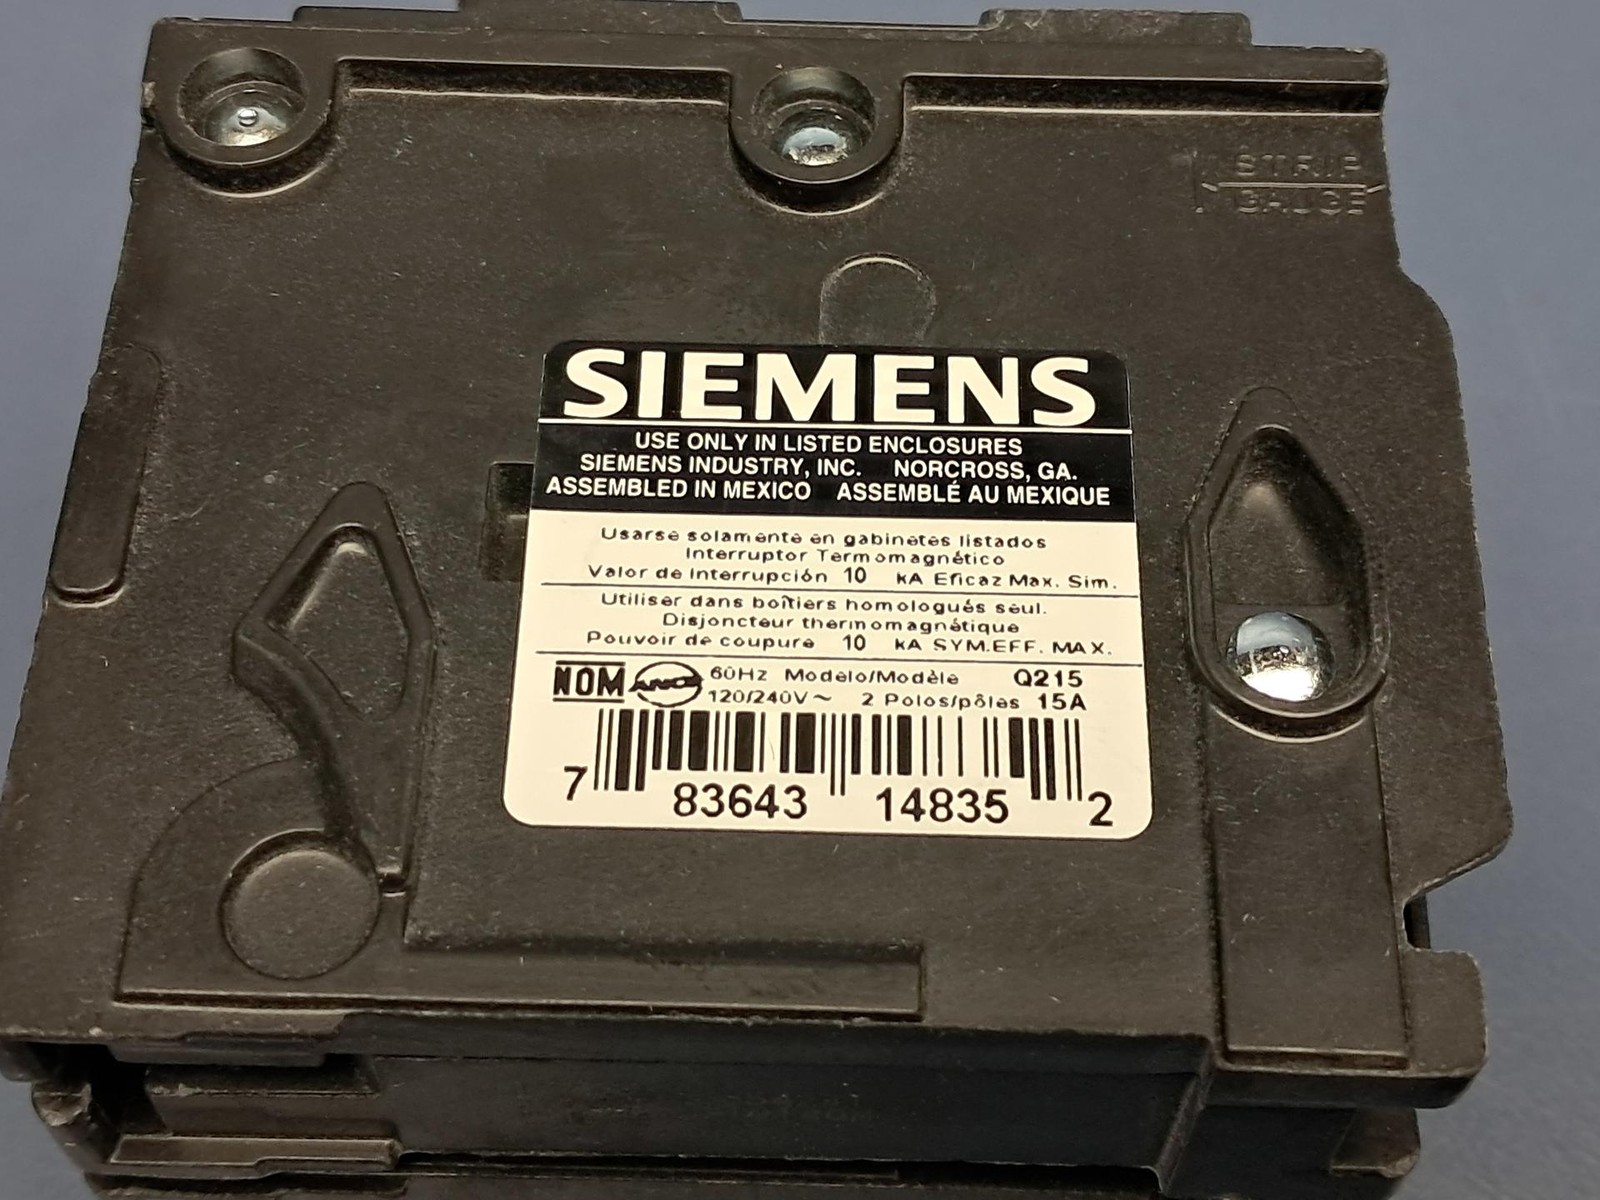 STRIP
GAUGE
SIEMENS
USE ONLY IN LISTED ENCLOSURES
SIEMENS INDUSTRY, INC. NORCROSS, GA.
ASSEMBLED IN MEXICO ASSEMBLÉ AU MEXIQUE
Usarse solamente en gabinetes listados
Interruptor Termomagnético
Valor de Interrupción 10 kA Eficaz Max. Sim.
Utiliser dans boîtiers homologués seul.
Disjoncteur thermomagnétique
Pouvoir de coupure 10 kA SYM.EFF. MAX.
NOM ANCE 60Hz Modelo/Modèle Q215
120/240V~ 2 Polos/pôles 15A
7 83643 14835 2